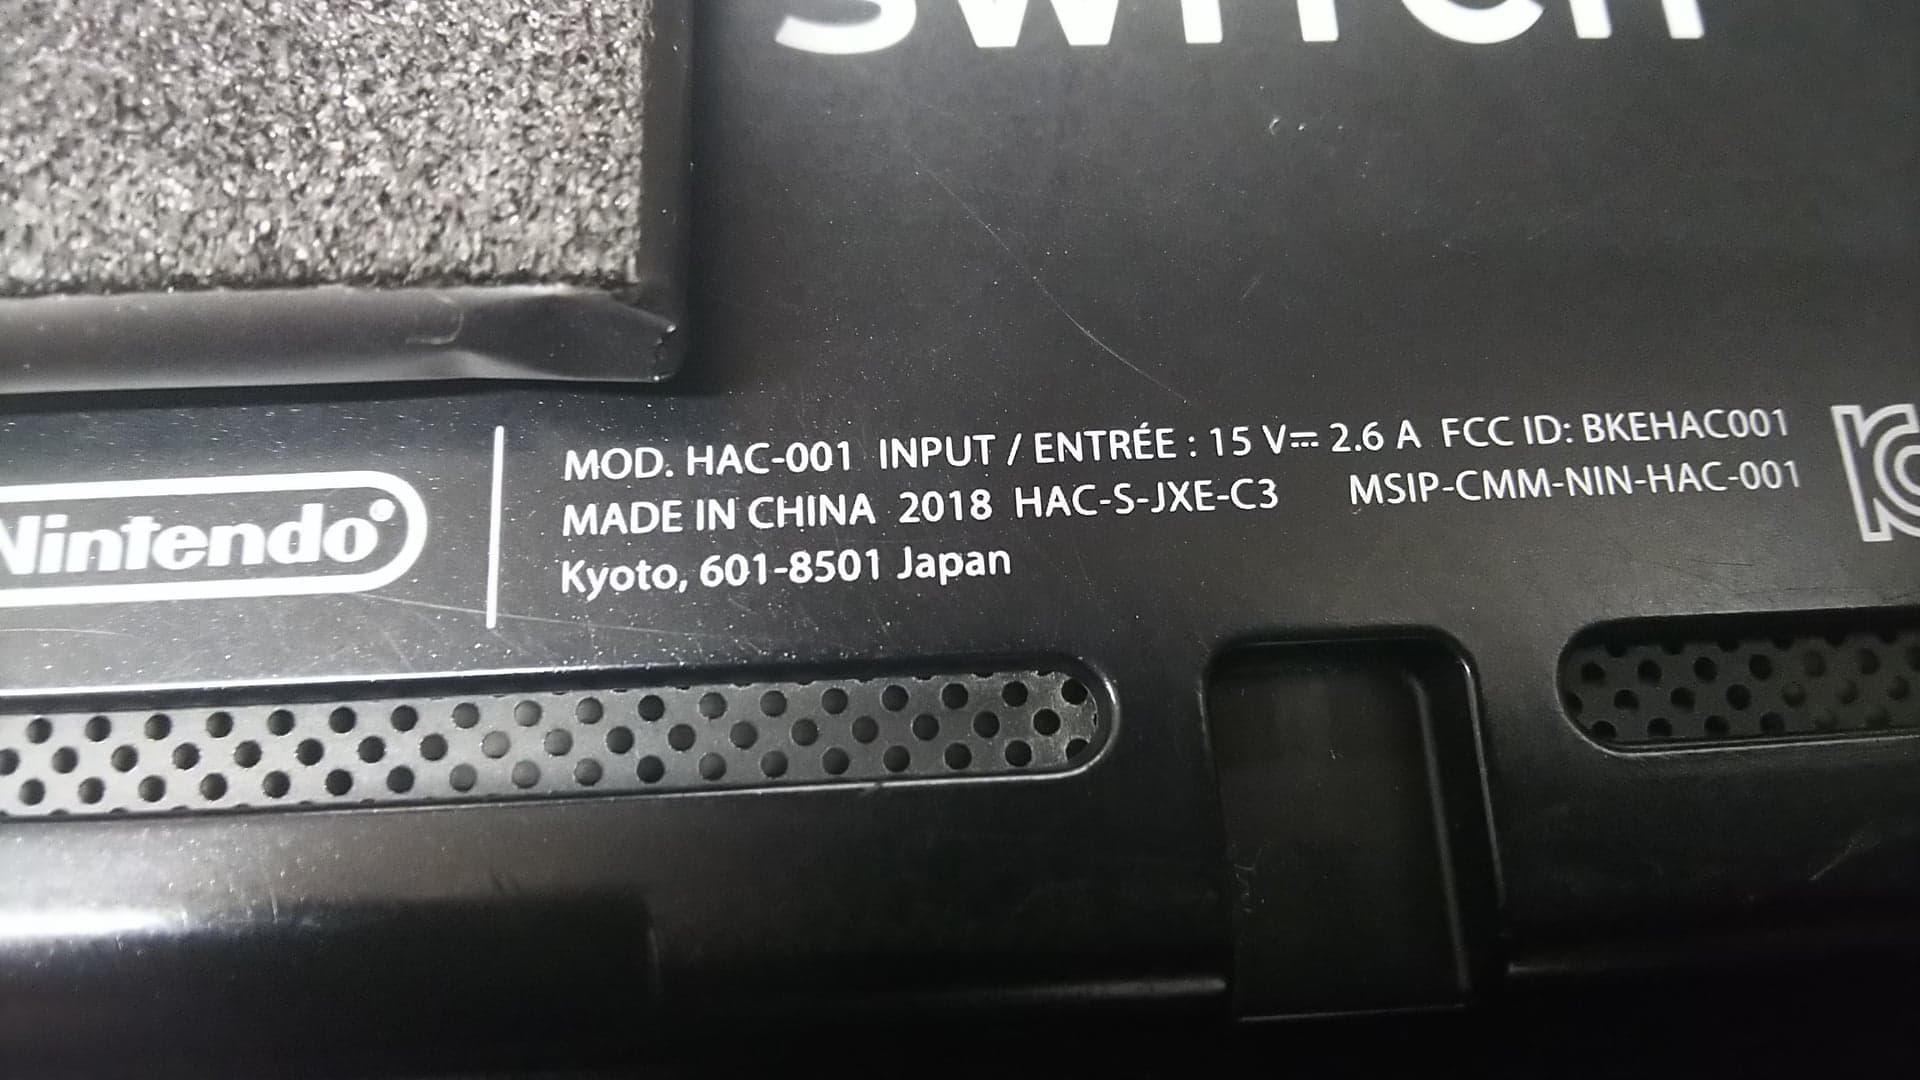 SWITCH
Nintendo®
MOD. HAC-001 INPUT / ENTRÉE : 15 V⎓ 2.6 A FCC ID: BKEHAC001
MADE IN CHINA 2018 HAC-S-JXE-C3 MSIP-CMM-NIN-HAC-001
Kyoto, 601-8501 Japan